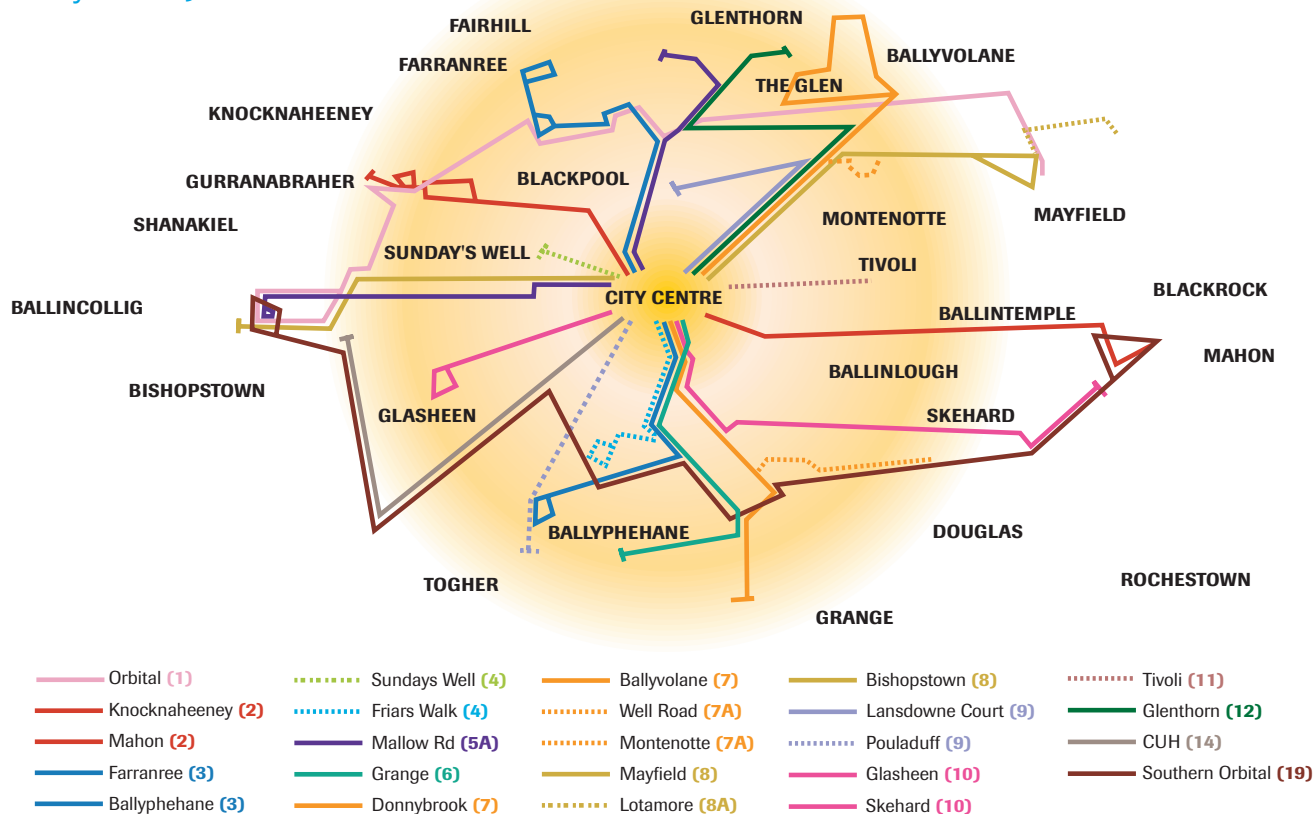 FAIRHILL
GLENTHORN
FARRANREE
BALLYVOLANE
THE GLEN
KNOCKNAHEENEY
GURRANABRAHER
BLACKPOOL
SHANAKIEL
MONTENOTTE
MAYFIELD
SUNDAY'S WELL
TIVOLI
BALLINCOLLIG
CITY CENTRE
BLACKROCK
BALLINTEMPLE
MAHON
BISHOPSTOWN
BALLINLOUGH
GLASHEEN
SKEHARD
BALLYPHEHANE
DOUGLAS
TOGHER
ROCHESTOWN
GRANGE
Orbital (1)
Knocknaheeney (2)
Mahon (2)
Farranree (3)
Ballyphehane (3)
Sundays Well (4)
Friars Walk (4)
Mallow Rd (5A)
Grange (6)
Donnybrook (7)
Ballyvolane (7)
Well Road (7A)
Montenotte (7A)
Mayfield (8)
Lotamore (8A)
Bishopstown (8)
Lansdowne Court (9)
Pouladuff (9)
Glasheen (10)
Skehard (10)
Tivoli (11)
Glenthorn (12)
CUH (14)
Southern Orbital (19)